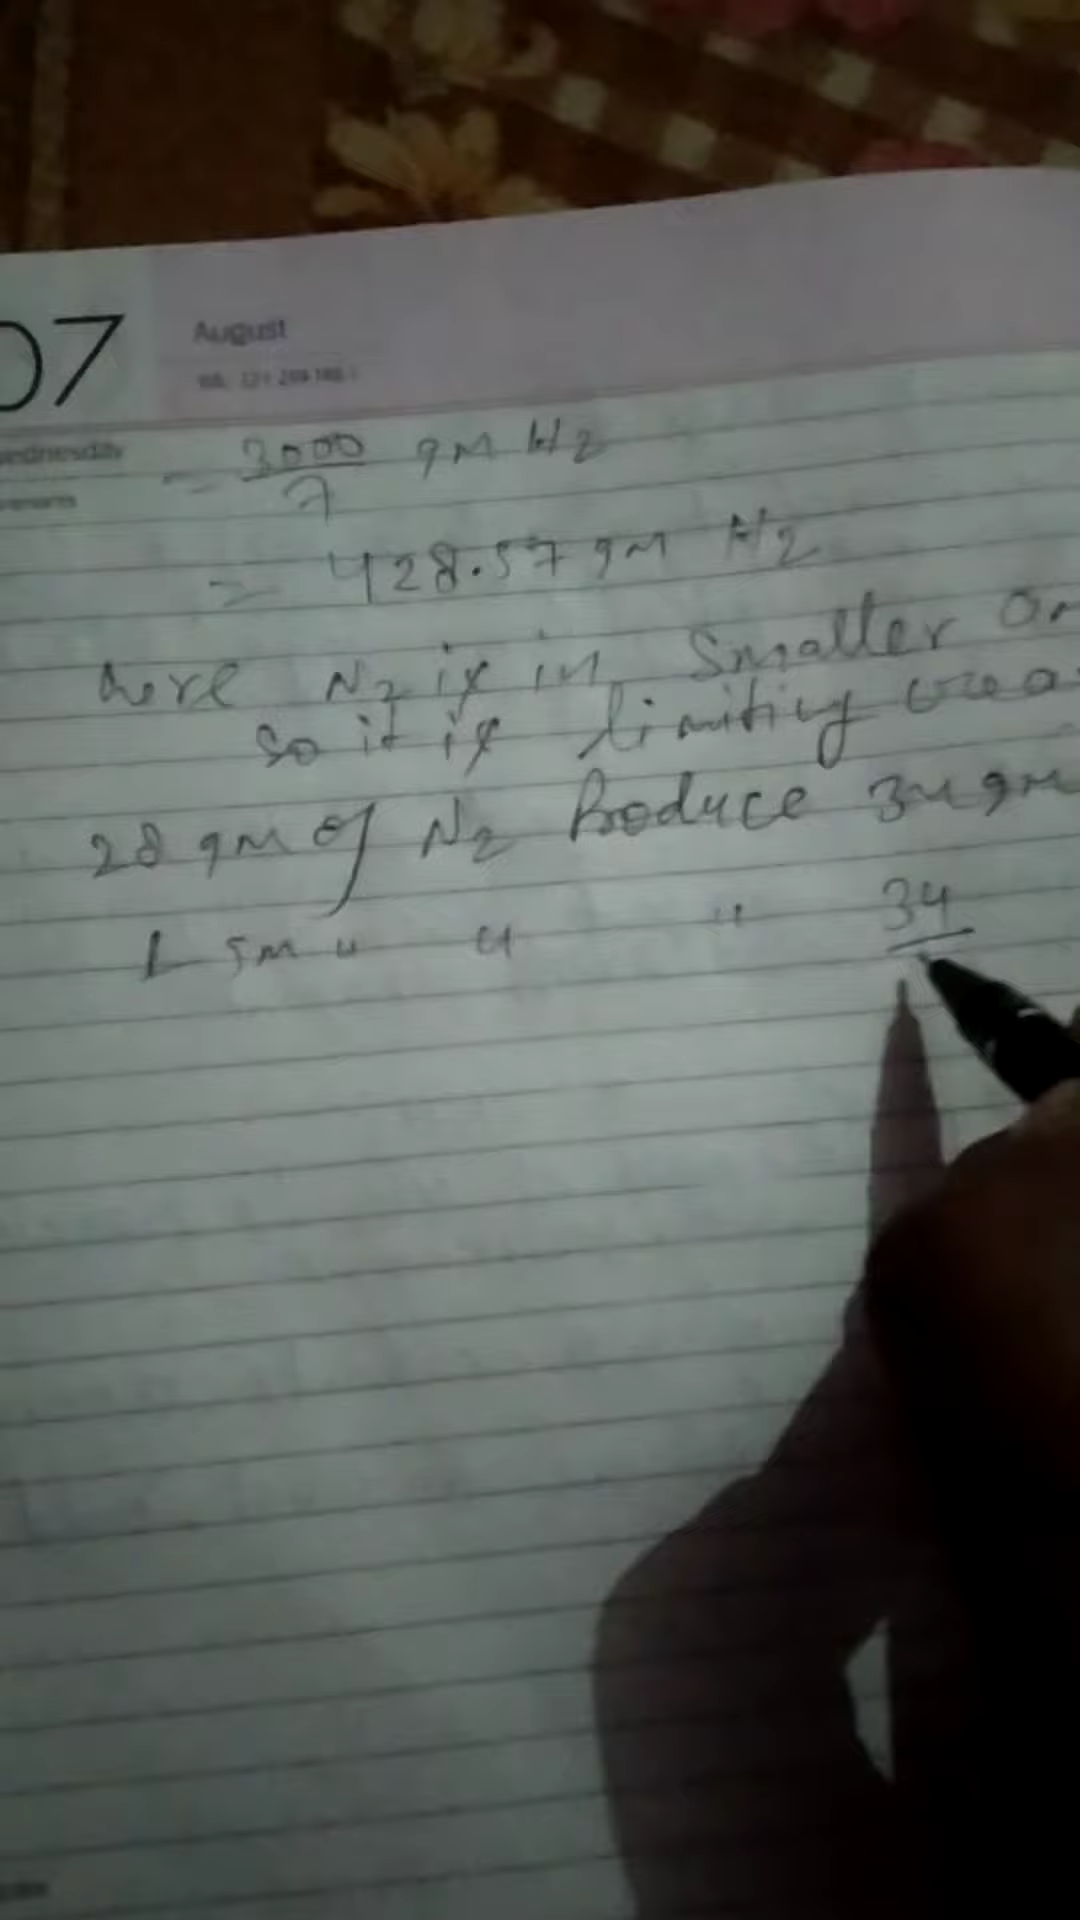 07
August
Wednesday
= 3000/7 gm H2
= 428.57 gm H2
here N2 is in Smaller
So it is limiting
28 gm of N2 Produce 34 gm
1 gm " " " 34